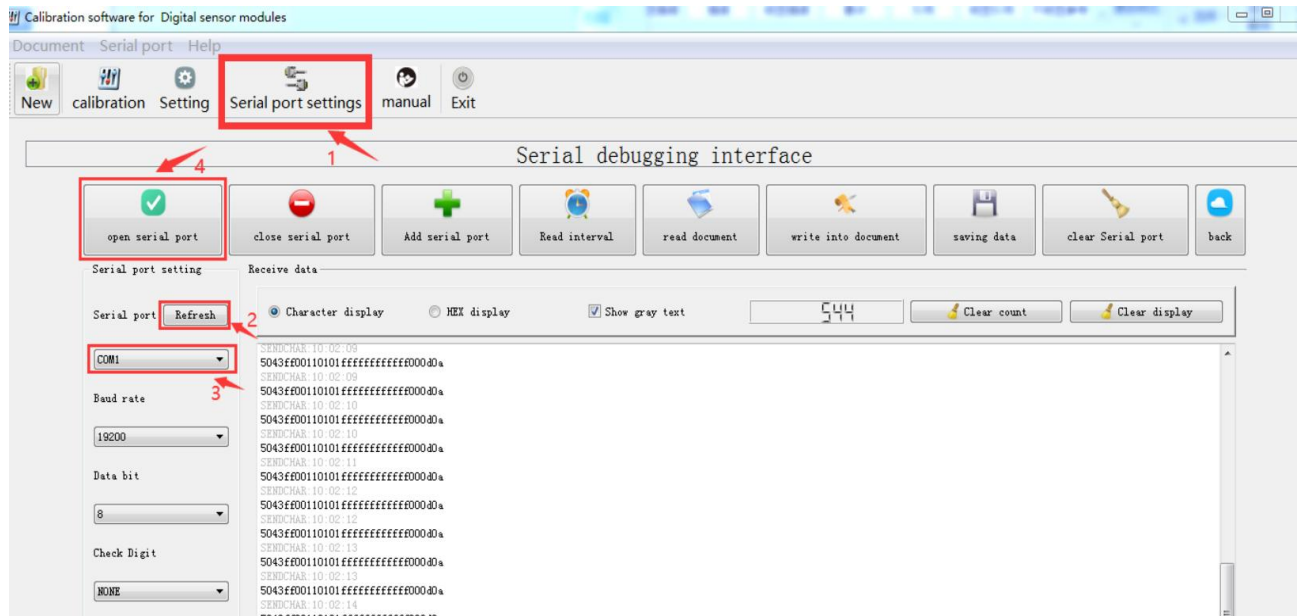 Calibration software for Digital sensor modules
Document Serial port Help
New calibration Setting Serial port settings manual Exit
1
Serial debugging interface
4
open serial port close serial port Add serial port Read interval read document write into document saving data clear Serial port back
Serial port setting Receive data
Serial port Refresh 2 Character display HEX display Show gray text 544 Clear count Clear display
SENDCHAR:10:02:09
COM1 5043ff00110101ffffffffffff000d0a
SENDCHAR:10:02:09
3 5043ff00110101ffffffffffff000d0a
Baud rate
SENDCHAR:10:02:10
5043ff00110101ffffffffffff000d0a
19200 SENDCHAR:10:02:10
5043ff00110101ffffffffffff000d0a
SENDCHAR:10:02:11
Data bit 5043ff00110101ffffffffffff000d0a
SENDCHAR:10:02:12
8 5043ff00110101ffffffffffff000d0a
SENDCHAR:10:02:12
5043ff00110101ffffffffffff000d0a
Check Digit SENDCHAR:10:02:13
5043ff00110101ffffffffffff000d0a
SENDCHAR:10:02:13
NONE 5043ff00110101ffffffffffff000d0a
SENDCHAR:10:02:14